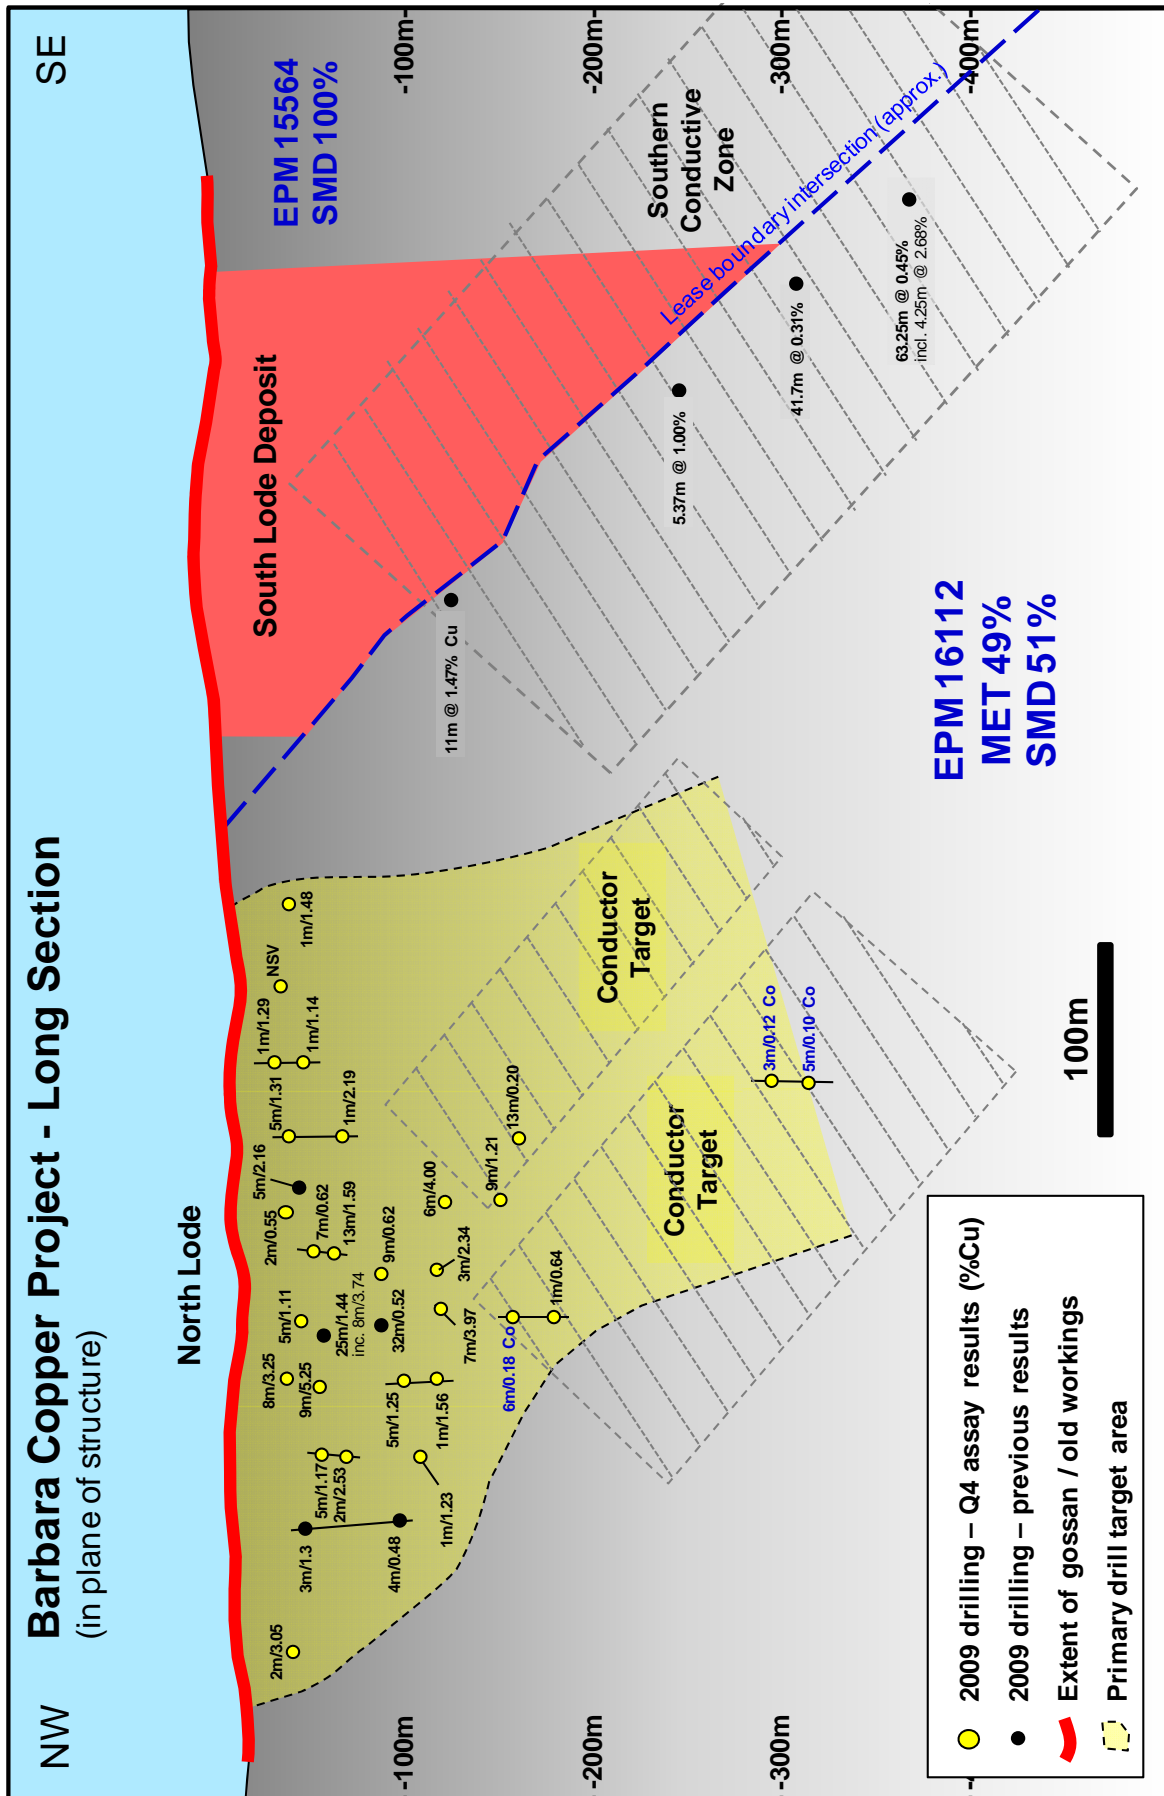 Barbara Copper Project - Long Section
(in plane of structure)
NW
SE
North Lode
South Lode Deposit
EPM 15564
SMD 100%
-100m
-200m
-300m
-400m
-100m
-200m
-300m
2m/3.05
3m/1.3
4m/0.48
5m/1.17
2m/2.53
1m/1.23
8m/3.25
9m/5.25
5m/1.25
1m/1.56
5m/1.11
25m/1.44
inc. 8m/3.74
32m/0.52
9m/0.62
7m/3.97
3m/2.34
6m/0.18 Co
1m/0.64
2m/0.55
7m/0.62
13m/1.59
5m/2.16
6m/4.00
9m/1.21
13m/0.20
5m/1.31
1m/2.19
1m/1.29
1m/1.14
NSV
1m/1.48
3m/0.12 Co
5m/0.10 Co
Conductor
Target
Conductor
Target
11m @ 1.47% Cu
5.37m @ 1.00%
41.7m @ 0.31%
63.25m @ 0.45%
incl. 4.25m @ 2.68%
Southern
Conductive
Zone
Lease boundary intersection (approx.)
EPM 16112
MET 49%
SMD 51%
100m
2009 drilling – Q4 assay results (%Cu)
2009 drilling – previous results
Extent of gossan / old workings
Primary drill target area